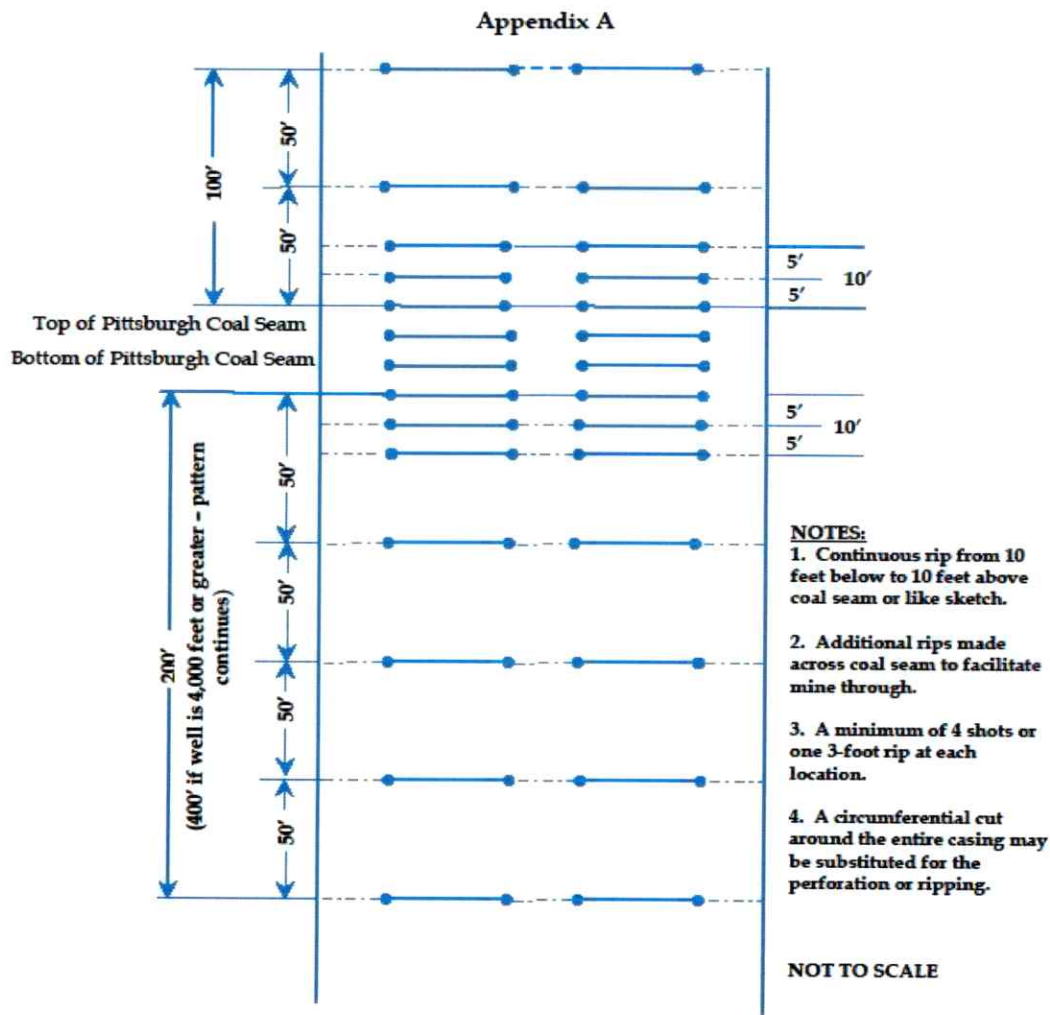 Appendix A
50'
100'
50'
5'
10'
5'
Top of Pittsburgh Coal Seam
Bottom of Pittsburgh Coal Seam
5'
10'
5'
50'
200'
(400' if well is 4,000 feet or greater – pattern
continues)
50'
50'
50'
NOTES:
1. Continuous rip from 10
feet below to 10 feet above
coal seam or like sketch.
2. Additional rips made
across coal seam to facilitate
mine through.
3. A minimum of 4 shots or
one 3-foot rip at each
location.
4. A circumferential cut
around the entire casing may
be substituted for the
perforation or ripping.
NOT TO SCALE